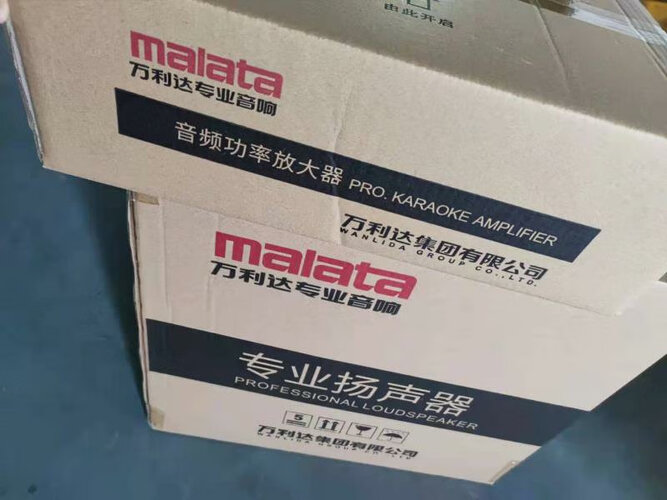 由此开启
malata
万利达专业音响
音频功率放大器 PRO. KARAOKE AMPLIFIER
万利达集团有限公司
WANLIDA GROUP CO.,LTD.
malata
万利达专业音响
专业扬声器
PROFESSIONAL LOUDSPEAKER
5
万利达集团有限公司